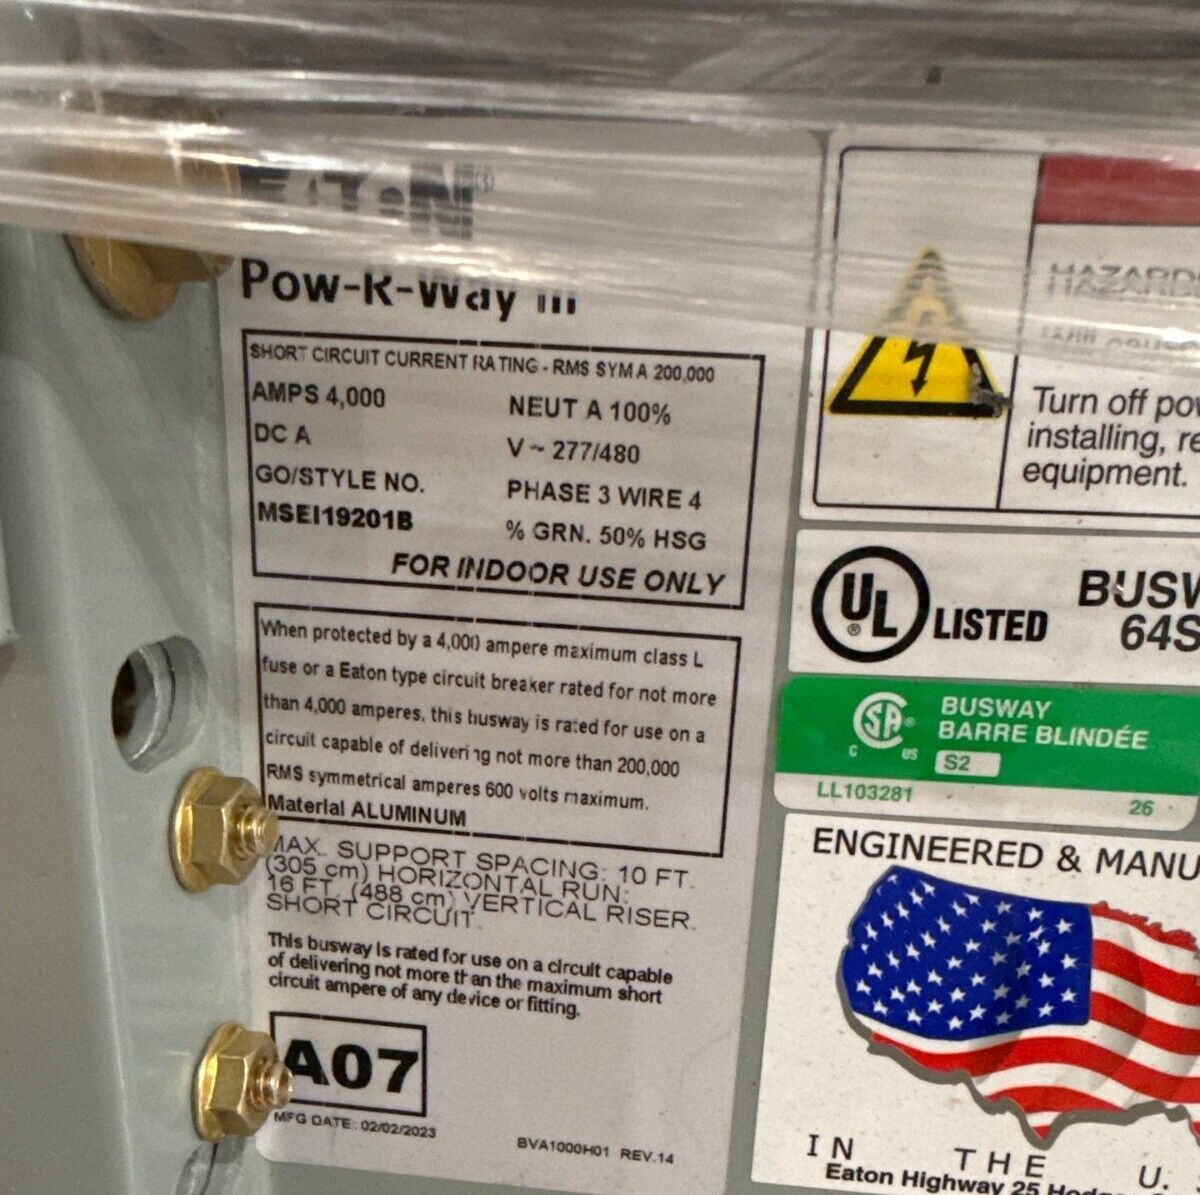 EATON®
Pow-R-Way III
SHORT CIRCUIT CURRENT RATING - RMS SYM A 200,000
AMPS 4,000
NEUT A 100%
DC A
V ~ 277/480
GO/STYLE NO.
PHASE 3 WIRE 4
MSEI19201B
% GRN. 50% HSG
FOR INDOOR USE ONLY
When protected by a 4,000 ampere maximum class L
fuse or a Eaton type circuit breaker rated for not more
than 4,000 amperes, this busway is rated for use on a
circuit capable of delivering not more than 200,000
RMS symmetrical amperes 600 volts maximum.
Material ALUMINUM
MAX. SUPPORT SPACING: 10 FT.
(305 cm) HORIZONTAL RUN:
16 FT. (488 cm) VERTICAL RISER.
SHORT CIRCUIT.
This busway is rated for use on a circuit capable
of delivering not more than the maximum short
circuit ampere of any device or fitting.
A07
MFG DATE: 02/02/2023
BVA1000H01 REV.14
HAZARD
Will cause
Turn off pow
installing, re
equipment.
UL ® LISTED
BUSW
64S
SA ®
C US
BUSWAY
BARRE BLINDÉE
S2
LL103281
26
ENGINEERED & MANU
IN THE U.
Eaton Highway 25 Hod